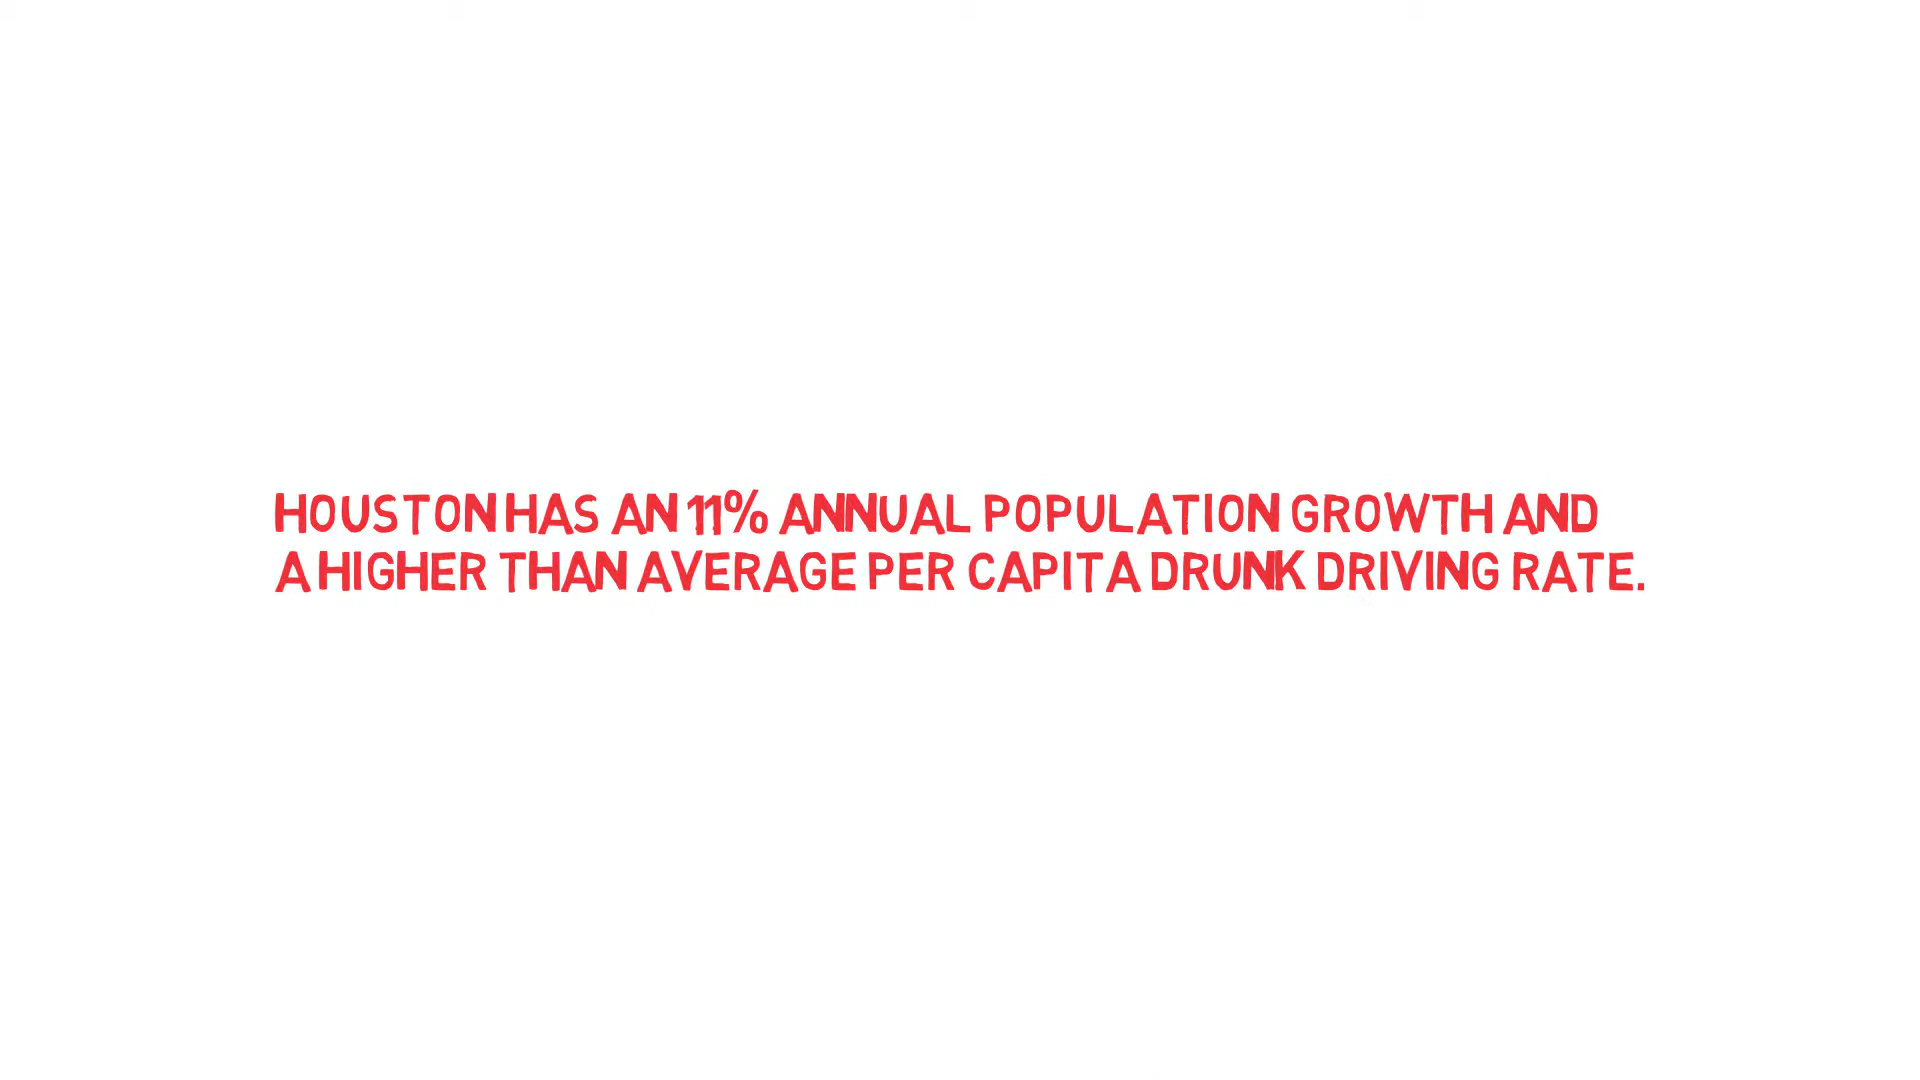 HOUSTON HAS AN 11% ANNUAL POPULATION GROWTH AND
A HIGHER THAN AVERAGE PER CAPITA DRUNK DRIVING RATE.